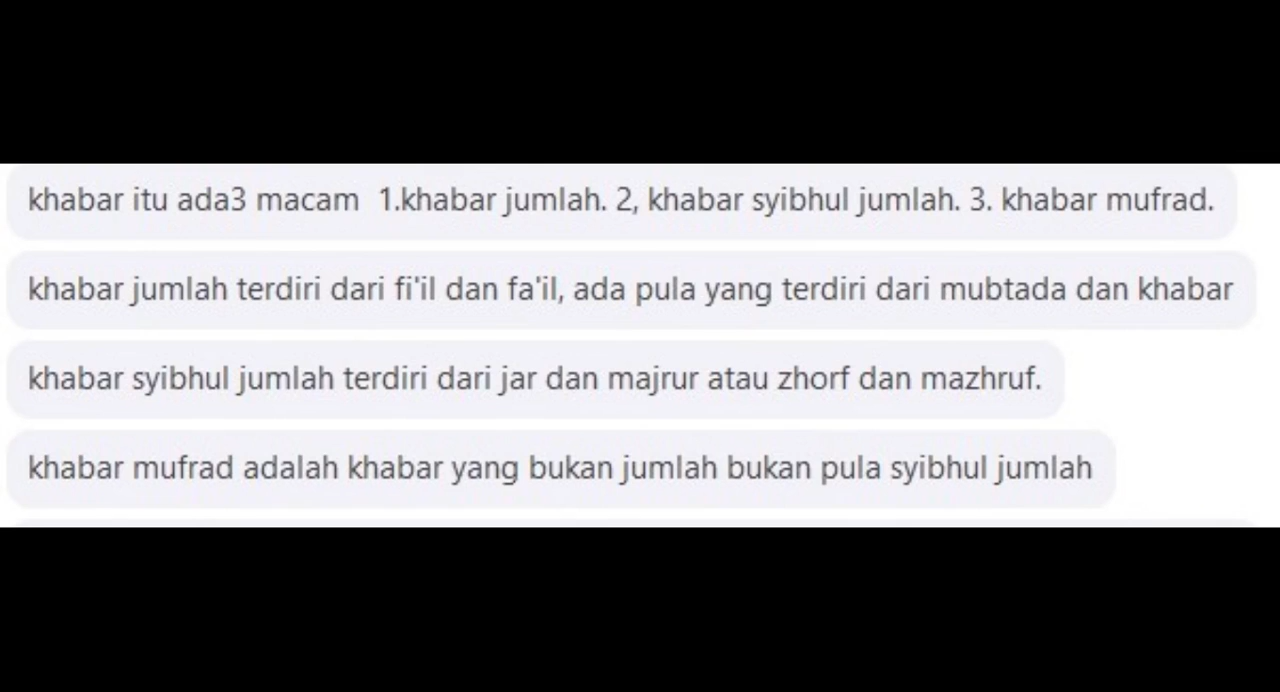 khabar itu ada3 macam  1.khabar jumlah. 2, khabar syibhul jumlah. 3. khabar mufrad.
khabar jumlah terdiri dari fi'il dan fa'il, ada pula yang terdiri dari mubtada dan khabar
khabar syibhul jumlah terdiri dari jar dan majrur atau zhorf dan mazhruf.
khabar mufrad adalah khabar yang bukan jumlah bukan pula syibhul jumlah